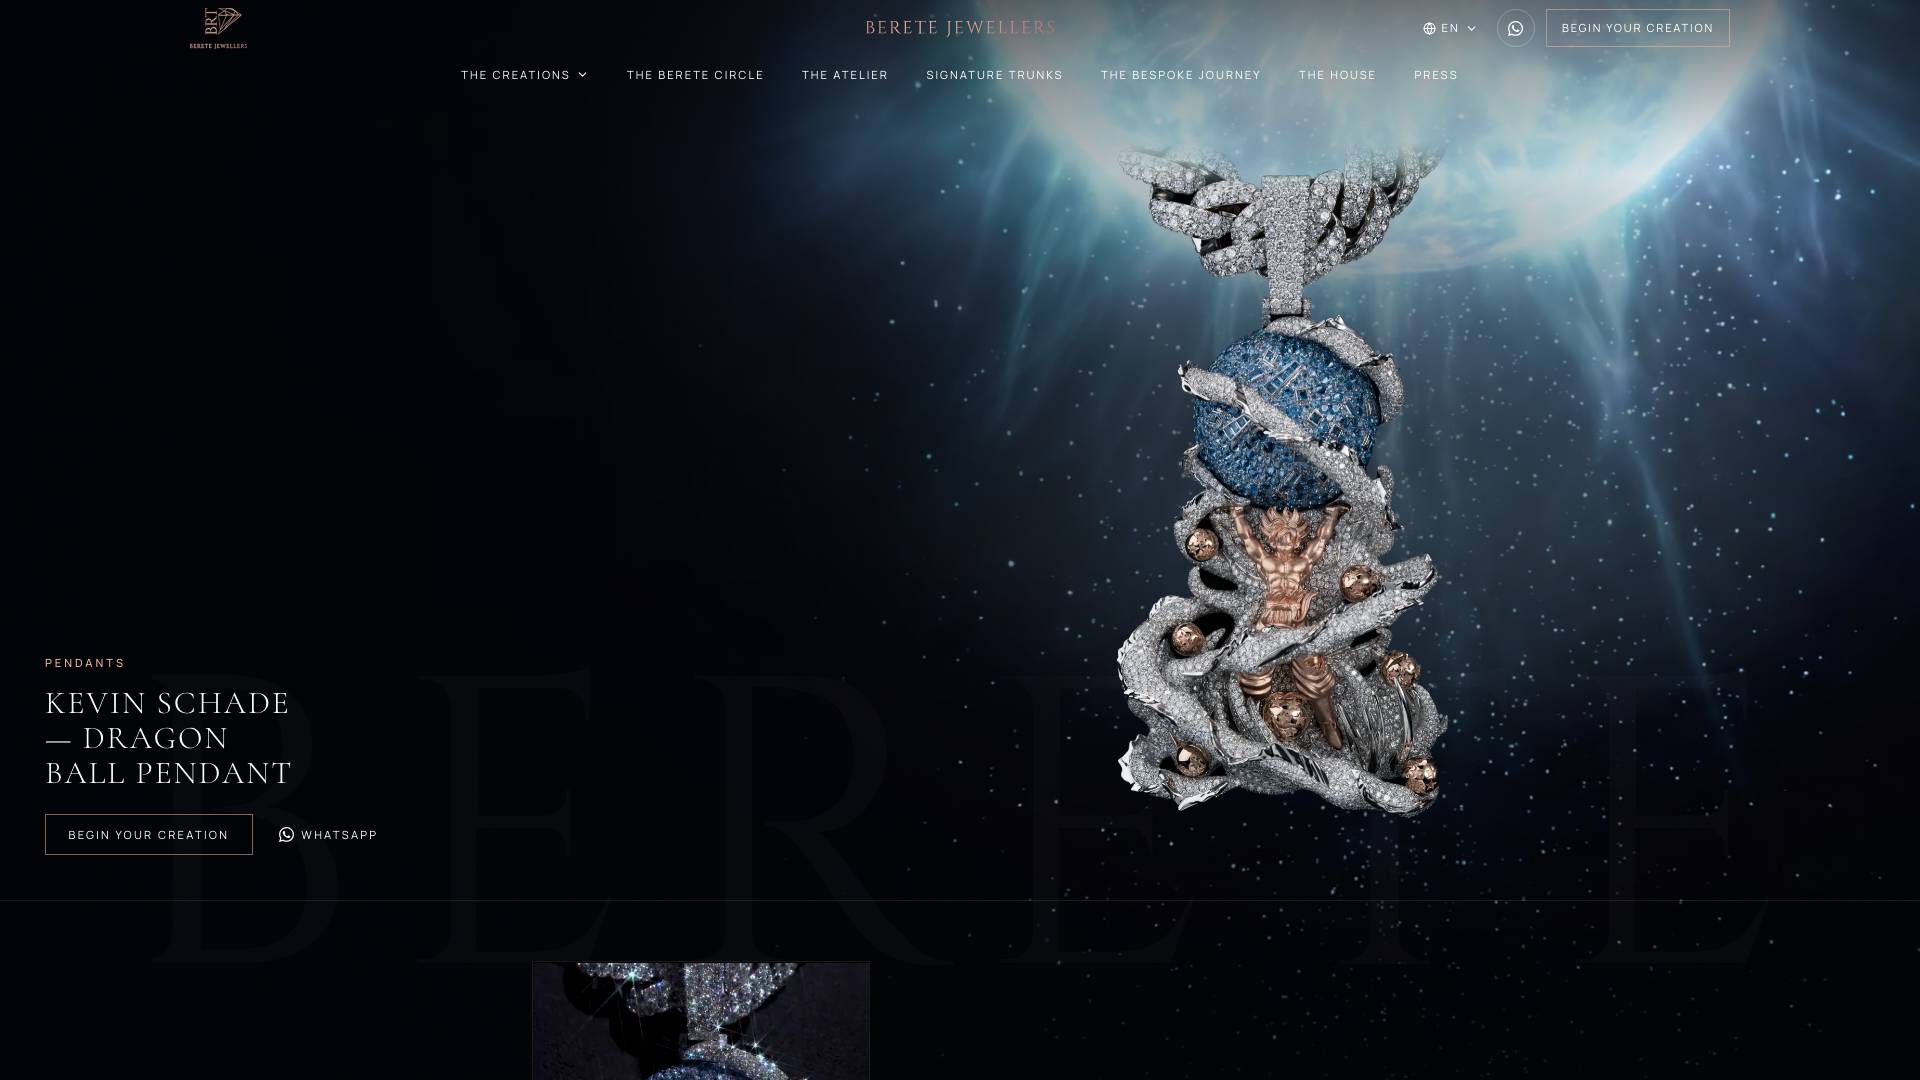 BRT
BERETE JEWELLERS
BERETE JEWELLERS
EN
BEGIN YOUR CREATION
THE CREATIONS
THE BERETE CIRCLE
THE ATELIER
SIGNATURE TRUNKS
THE BESPOKE JOURNEY
THE HOUSE
PRESS
PENDANTS
KEVIN SCHADE
— DRAGON
BALL PENDANT
BEGIN YOUR CREATION
WHATSAPP
BERETE